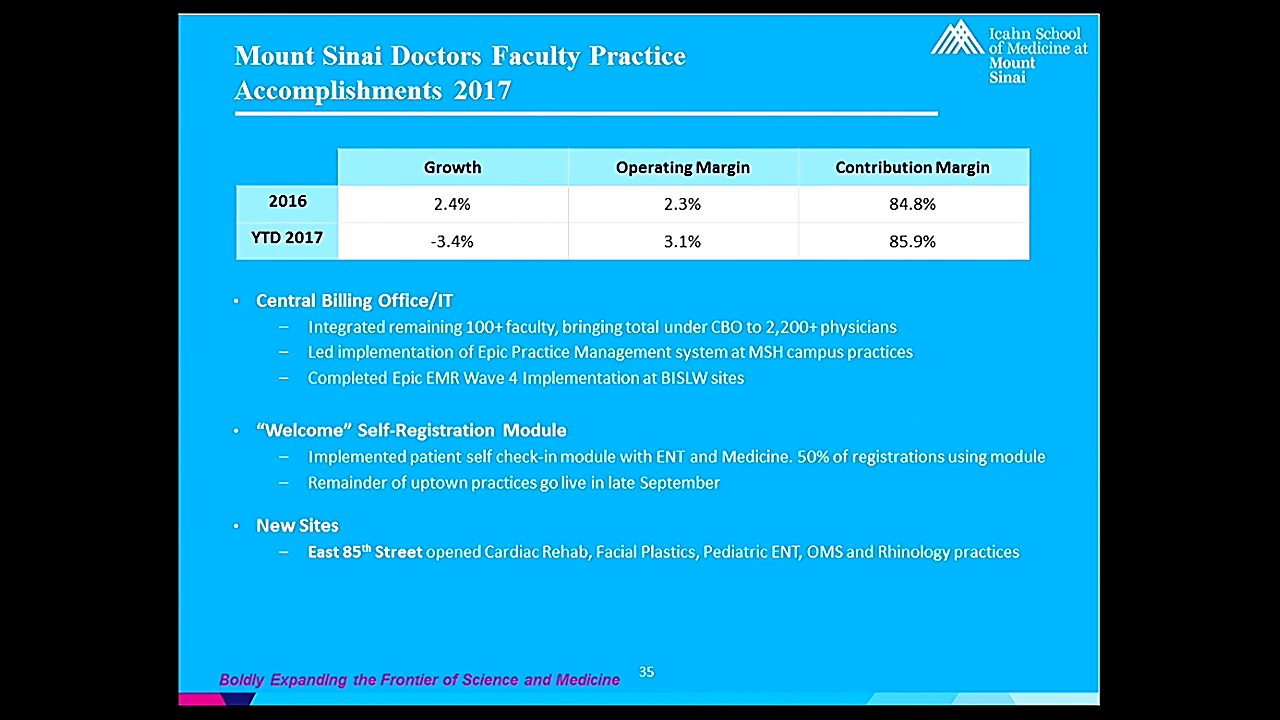 Mount Sinai Doctors Faculty Practice
Accomplishments 2017
Icahn School
of Medicine at
Mount
Sinai
Growth Operating Margin Contribution Margin
2016 2.4% 2.3% 84.8%
YTD 2017 -3.4% 3.1% 85.9%
• Central Billing Office/IT
– Integrated remaining 100+ faculty, bringing total under CBO to 2,200+ physicians
– Led implementation of Epic Practice Management system at MSH campus practices
– Completed Epic EMR Wave 4 Implementation at BISLW sites
• “Welcome” Self-Registration Module
– Implemented patient self check-in module with ENT and Medicine. 50% of registrations using module
– Remainder of uptown practices go live in late September
• New Sites
– East 85th Street opened Cardiac Rehab, Facial Plastics, Pediatric ENT, OMS and Rhinology practices
Boldly Expanding the Frontier of Science and Medicine
35